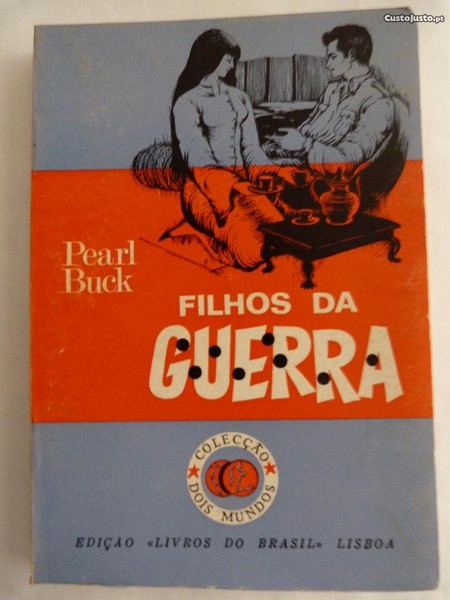 CustoJusto.pt
Pearl
Buck
FILHOS DA
GUERRA
COLECÇÃO
DOIS MUNDOS
EDIÇÃO «LIVROS DO BRASIL» LISBOA